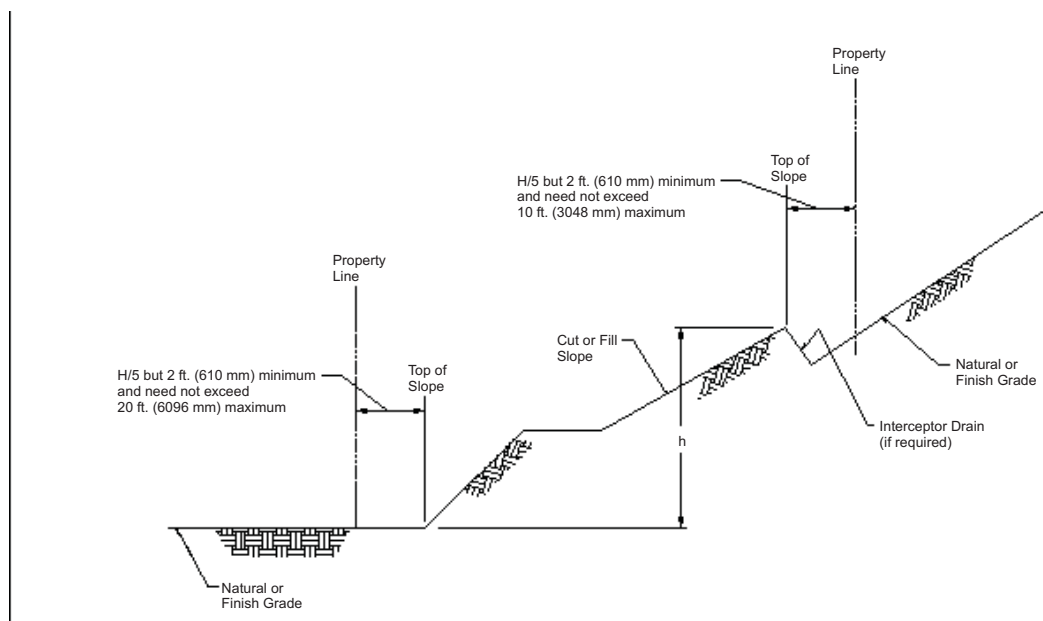 Property
Line
Top of
Slope
H/5 but 2 ft. (610 mm) minimum
and need not exceed
10 ft. (3048 mm) maximum
Property
Line
Cut or Fill
Slope
Natural or
Finish Grade
H/5 but 2 ft. (610 mm) minimum
and need not exceed
20 ft. (6096 mm) maximum
Top of
Slope
Interceptor Drain
(if required)
h
Natural or
Finish Grade